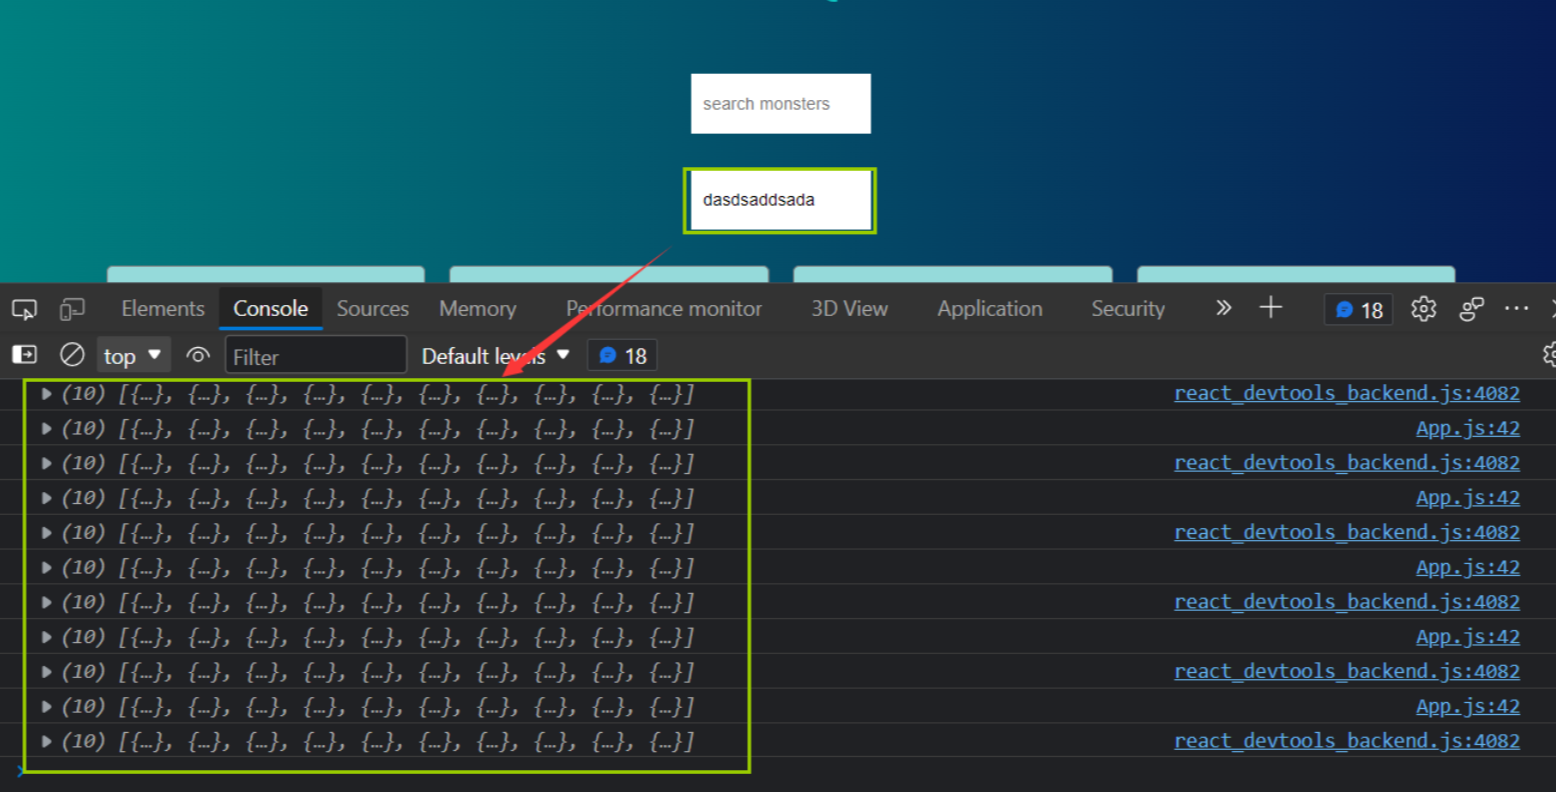 search monsters
dasdsaddsada
Elements Console Sources Memory Performance monitor 3D View Application Security » + 18 ···
top ▼ Filter Default levels ▼ 18
▶ (10) [{…}, {…}, {…}, {…}, {…}, {…}, {…}, {…}, {…}, {…}] react_devtools_backend.js:4082
▶ (10) [{…}, {…}, {…}, {…}, {…}, {…}, {…}, {…}, {…}, {…}] App.js:42
▶ (10) [{…}, {…}, {…}, {…}, {…}, {…}, {…}, {…}, {…}, {…}] react_devtools_backend.js:4082
▶ (10) [{…}, {…}, {…}, {…}, {…}, {…}, {…}, {…}, {…}, {…}] App.js:42
▶ (10) [{…}, {…}, {…}, {…}, {…}, {…}, {…}, {…}, {…}, {…}] react_devtools_backend.js:4082
▶ (10) [{…}, {…}, {…}, {…}, {…}, {…}, {…}, {…}, {…}, {…}] App.js:42
▶ (10) [{…}, {…}, {…}, {…}, {…}, {…}, {…}, {…}, {…}, {…}] react_devtools_backend.js:4082
▶ (10) [{…}, {…}, {…}, {…}, {…}, {…}, {…}, {…}, {…}, {…}] App.js:42
▶ (10) [{…}, {…}, {…}, {…}, {…}, {…}, {…}, {…}, {…}, {…}] react_devtools_backend.js:4082
▶ (10) [{…}, {…}, {…}, {…}, {…}, {…}, {…}, {…}, {…}, {…}] App.js:42
▶ (10) [{…}, {…}, {…}, {…}, {…}, {…}, {…}, {…}, {…}, {…}] react_devtools_backend.js:4082